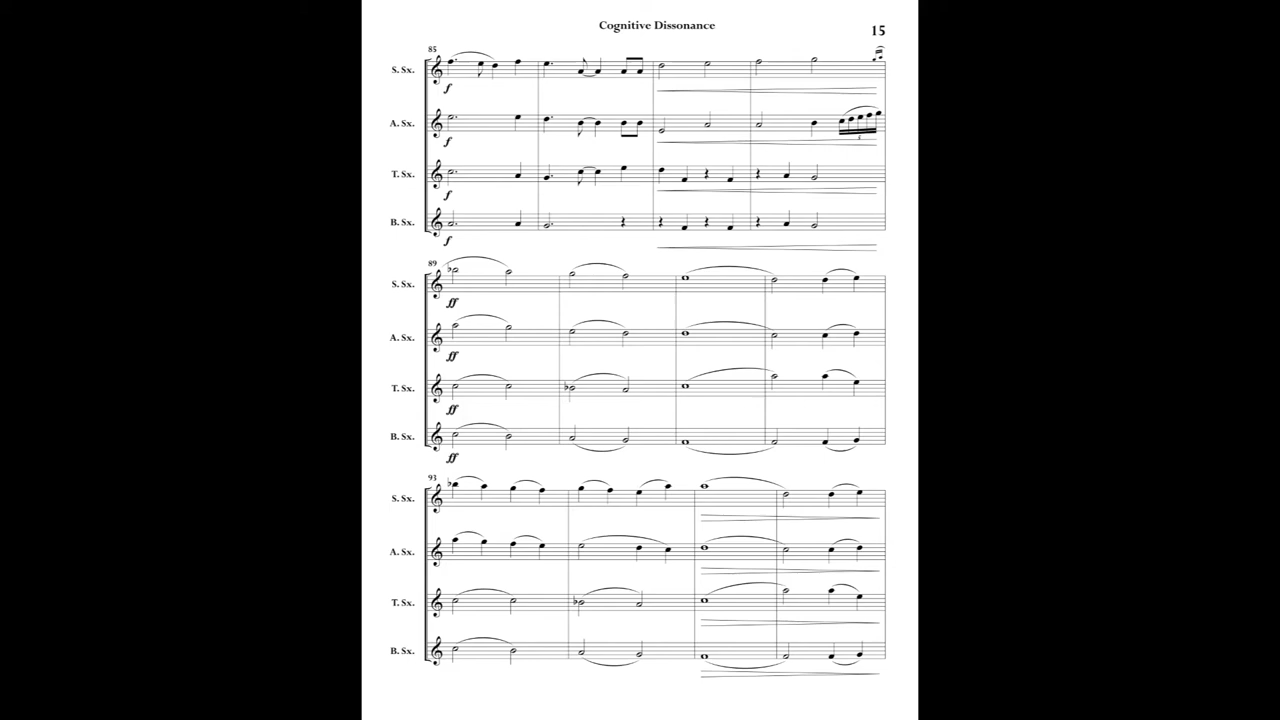 Cognitive Dissonance
15
85
S. Sx.
f
A. Sx.
f
T. Sx.
f
B. Sx.
f
89
S. Sx.
ff
A. Sx.
ff
T. Sx.
ff
B. Sx.
ff
93
S. Sx.
A. Sx.
T. Sx.
B. Sx.